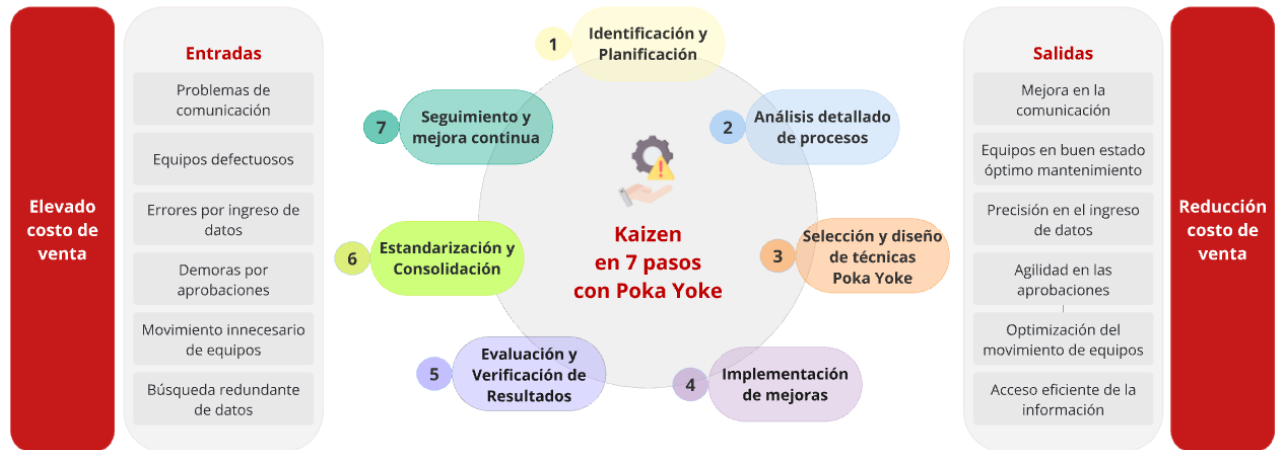 Elevado
costo de
venta
Entradas
Problemas de
comunicación
Equipos defectuosos
Errores por ingreso de
datos
Demoras por
aprobaciones
Movimiento innecesario
de equipos
Búsqueda redundante
de datos
1
Identificación y
Planificación
2
Análisis detallado
de procesos
3
Selección y diseño
de técnicas
Poka Yoke
4
Implementación
de mejoras
5
Evaluación y
Verificación de
Resultados
6
Estandarización y
Consolidación
7
Seguimiento y
mejora continua
Kaizen
en 7 pasos
con Poka Yoke
Salidas
Mejora en la
comunicación
Equipos en buen estado
óptimo mantenimiento
Precisión en el ingreso
de datos
Agilidad en las
aprobaciones
Optimización del
movimiento de equipos
Acceso eficiente de la
información
Reducción
costo de
venta